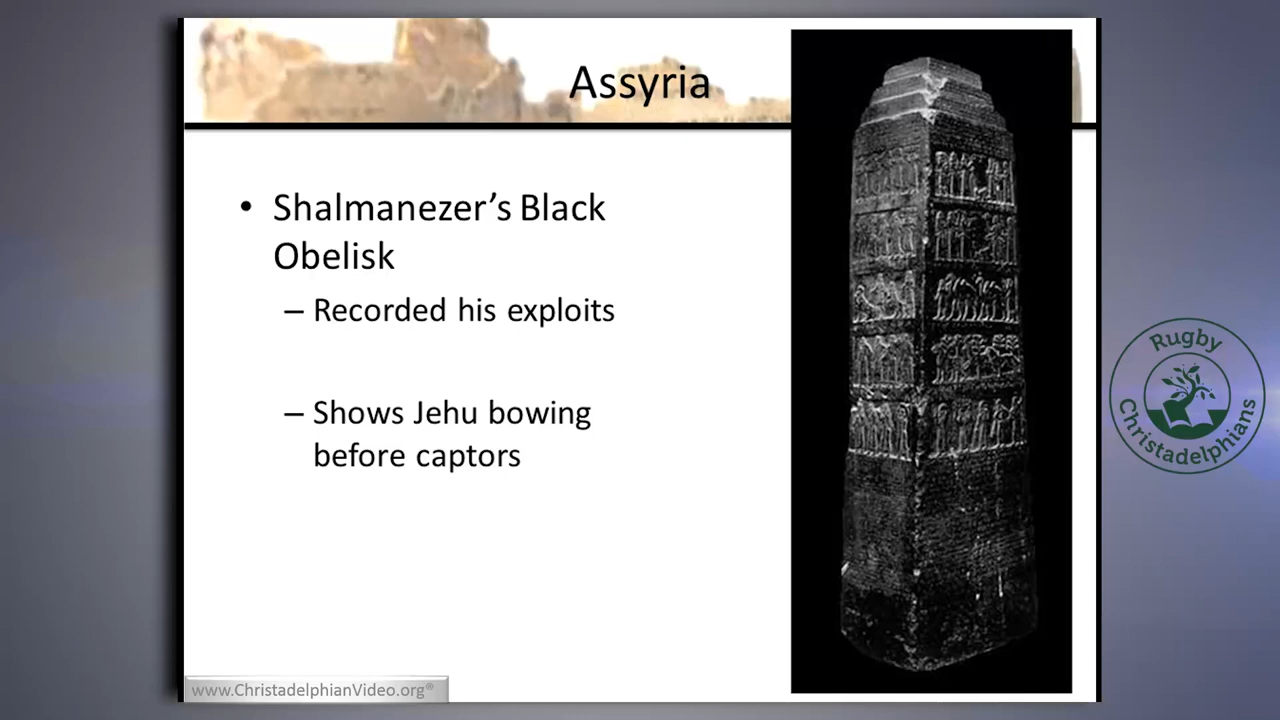 Assyria
• Shalmanezer's Black
Obelisk
– Recorded his exploits
– Shows Jehu bowing
before captors
Rugby
Christadelphians
www.ChristadelphianVideo.org®